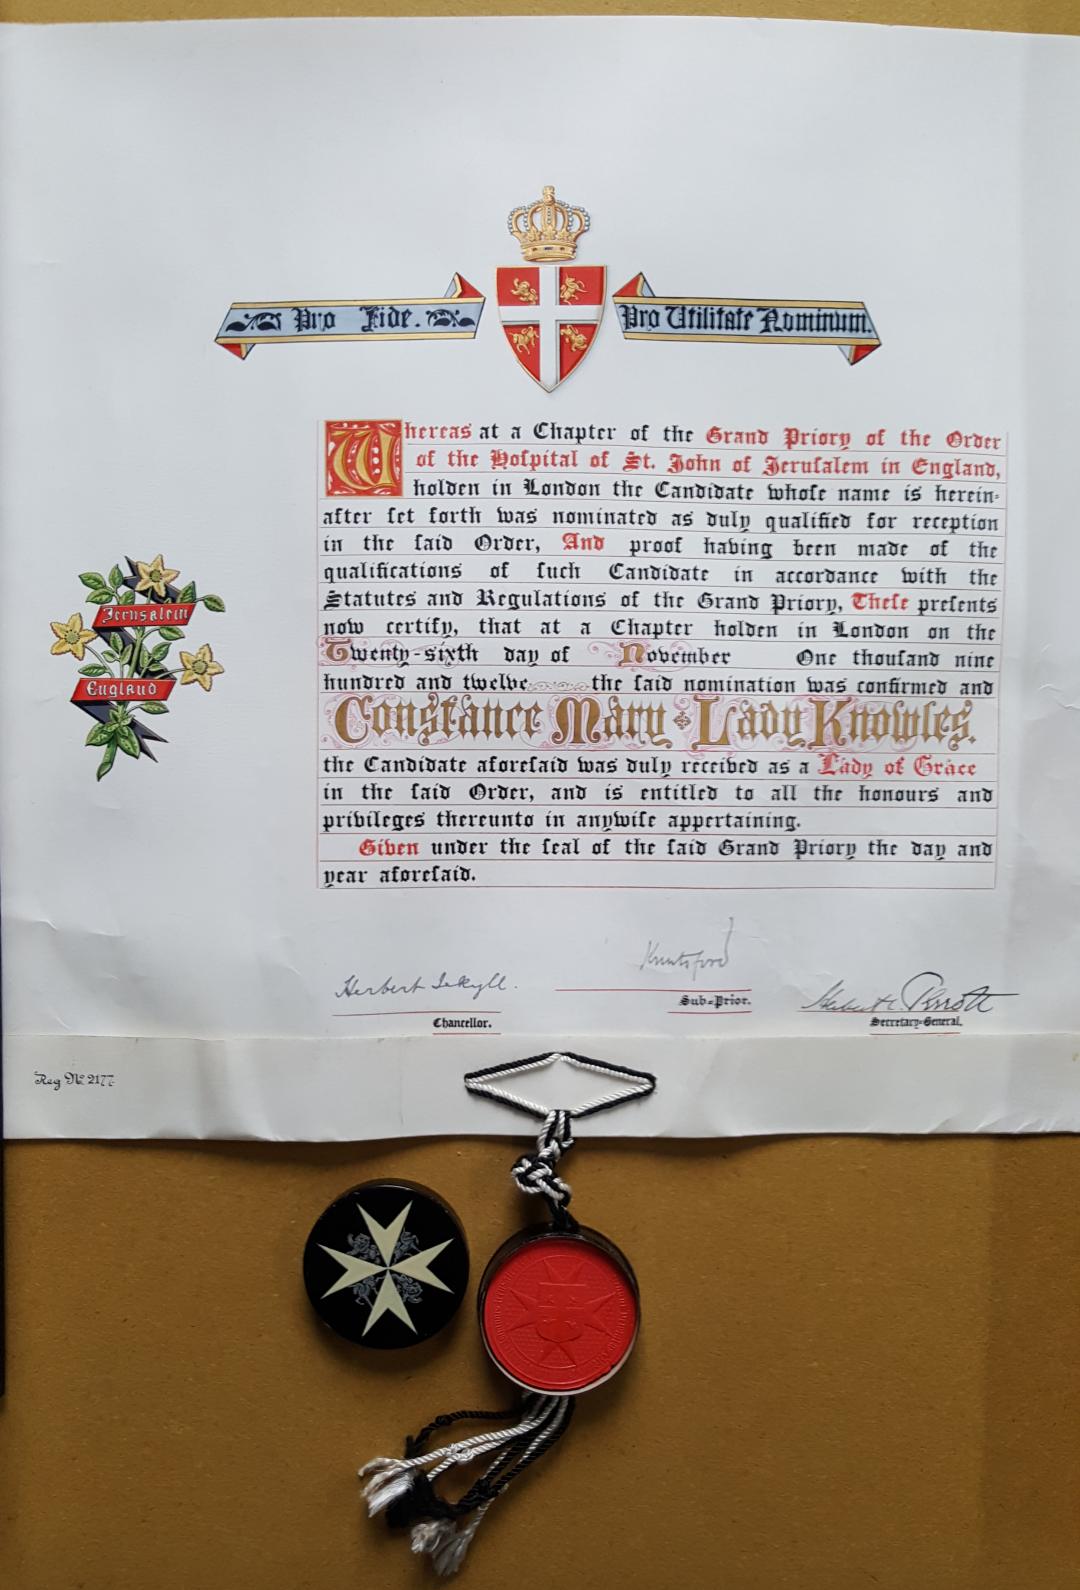 Pro Fide.
Pro Utilitate Hominum.
Whereas at a Chapter of the Grand Priory of the Order
of the Hoſpital of St. John of Jeruſalem in England,
holden in London the Candidate whoſe name is herein-
after ſet forth was nominated as duly qualified for reception
in the ſaid Order, And proof having been made of the
qualifications of ſuch Candidate in accordance with the
Statutes and Regulations of the Grand Priory, Theſe preſents
now certify, that at a Chapter holden in London on the
Twenty-sixth day of November One thouſand nine
hundred and twelve the ſaid nomination was confirmed and
Conſtance Mary Lady Knowles.
the Candidate aforeſaid was duly received as a Lady of Grace
in the ſaid Order, and is entitled to all the honours and
privileges thereunto in anywiſe appertaining.
Given under the ſeal of the ſaid Grand Priory the day and
year aforeſaid.
Jerusalem
England
Herbert Jekyll.
Chancellor.
Knutsford
Sub-Prior.
Herbert C. Perrott
Secretary-General.
Reg No. 2177